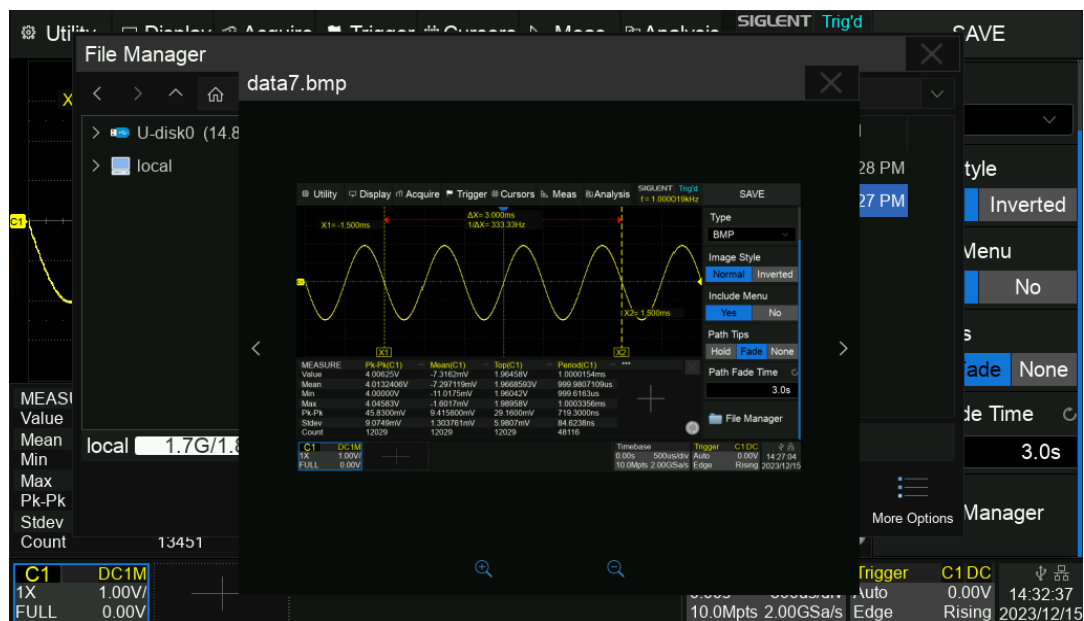 Utility Display Acquire Trigger Cursors Meas Analysis SIGLENT Trig'd SAVE
File Manager
data7.bmp
X
U-disk0 (14.8
local
28 PM
27 PM
tyle
Inverted
Menu
No
s
ade None
de Time
3.0s
Manager
Utility Display Acquire Trigger Cursors Meas Analysis SIGLENT Trig'd SAVE
f = 1.000019kHz
X1= -1.500ms
ΔX= 3.000ms
1/ΔX= 333.33Hz
X2= 1.500ms
X1 X2
Type
BMP
Image Style
Normal Inverted
Include Menu
Yes No
Path Tips
Hold Fade None
Path Fade Time
3.0s
File Manager
MEASURE Pk-Pk(C1) Mean(C1) Top(C1) Period(C1) ***
Value 4.00625V -7.3162mV 1.96458V 1.0000154ms
Mean 4.0132406V -7.297119mV 1.9668593V 999.9807109us
Min 4.00000V -11.0175mV 1.96042V 999.6163us
Max 4.04583V -1.6017mV 1.98958V 1.0003356ms
Pk-Pk 45.8300mV 9.415800mV 29.1600mV 719.3000ns
Stdev 9.0749mV 1.303761mV 5.9807mV 84.6238ns
Count 12029 12029 12029 48116
C1 DC1M
1X 1.00V/
FULL 0.00V
Timebase
0.00s 500us/div
10.0Mpts 2.00GSa/s
Trigger C1 DC
Auto 0.00V
Edge Rising
14:27:04
2023/12/15
C1
MEASU
Value
Mean
Min
Max
Pk-Pk
Stdev
Count 13451
local 1.7G/1.8
More Options
C1 DC1M
1X 1.00V/
FULL 0.00V
10.0Mpts 2.00GSa/s
Trigger C1 DC
Auto 0.00V
Edge Rising
14:32:37
2023/12/15